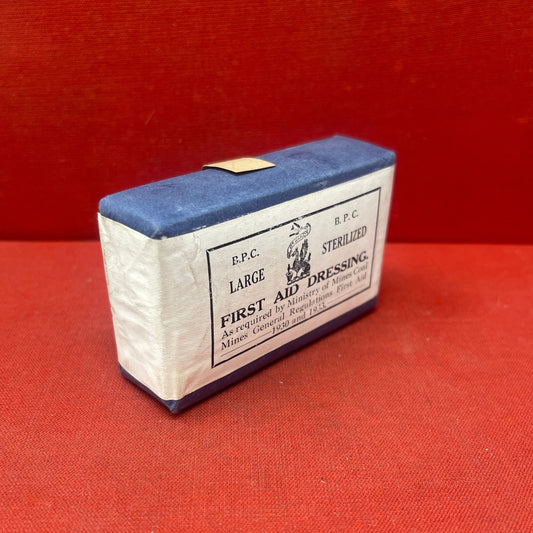 B.P.C. B. P. C.
LARGE STERILIZED
FIRST AID DRESSING.
As required by Ministry of Mines Coal
Mines General Regulations First Aid
1930 and 1933.